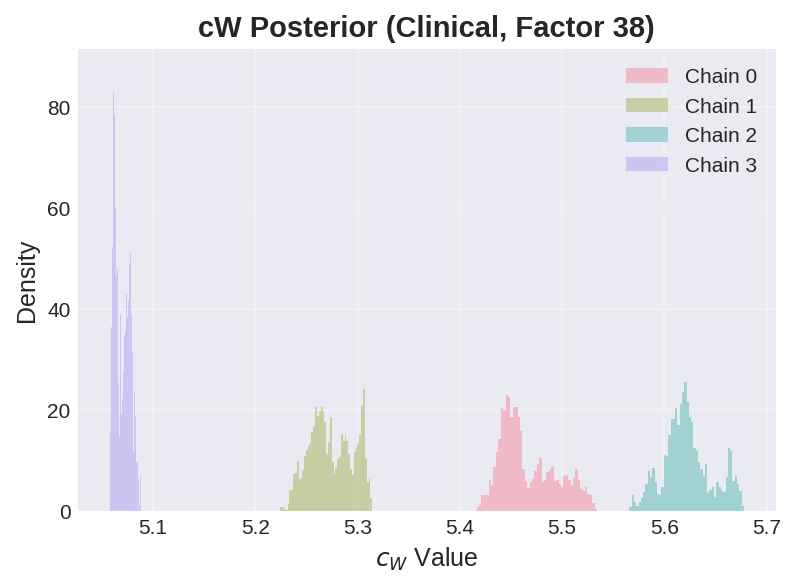 cW Posterior (Clinical, Factor 38)
Chain 0
Chain 1
Chain 2
Chain 3
Density
80
60
40
20
0
5.1 5.2 5.3 5.4 5.5 5.6 5.7
c_W Value